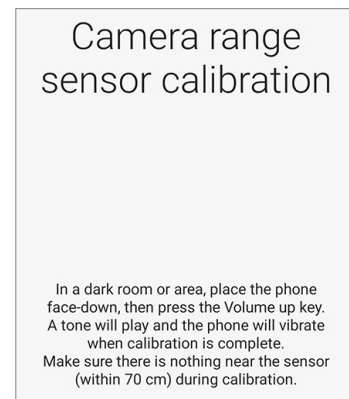 Camera range
sensor calibration
In a dark room or area, place the phone
face-down, then press the Volume up key.
A tone will play and the phone will vibrate
when calibration is complete.
Make sure there is nothing near the sensor
(within 70 cm) during calibration.